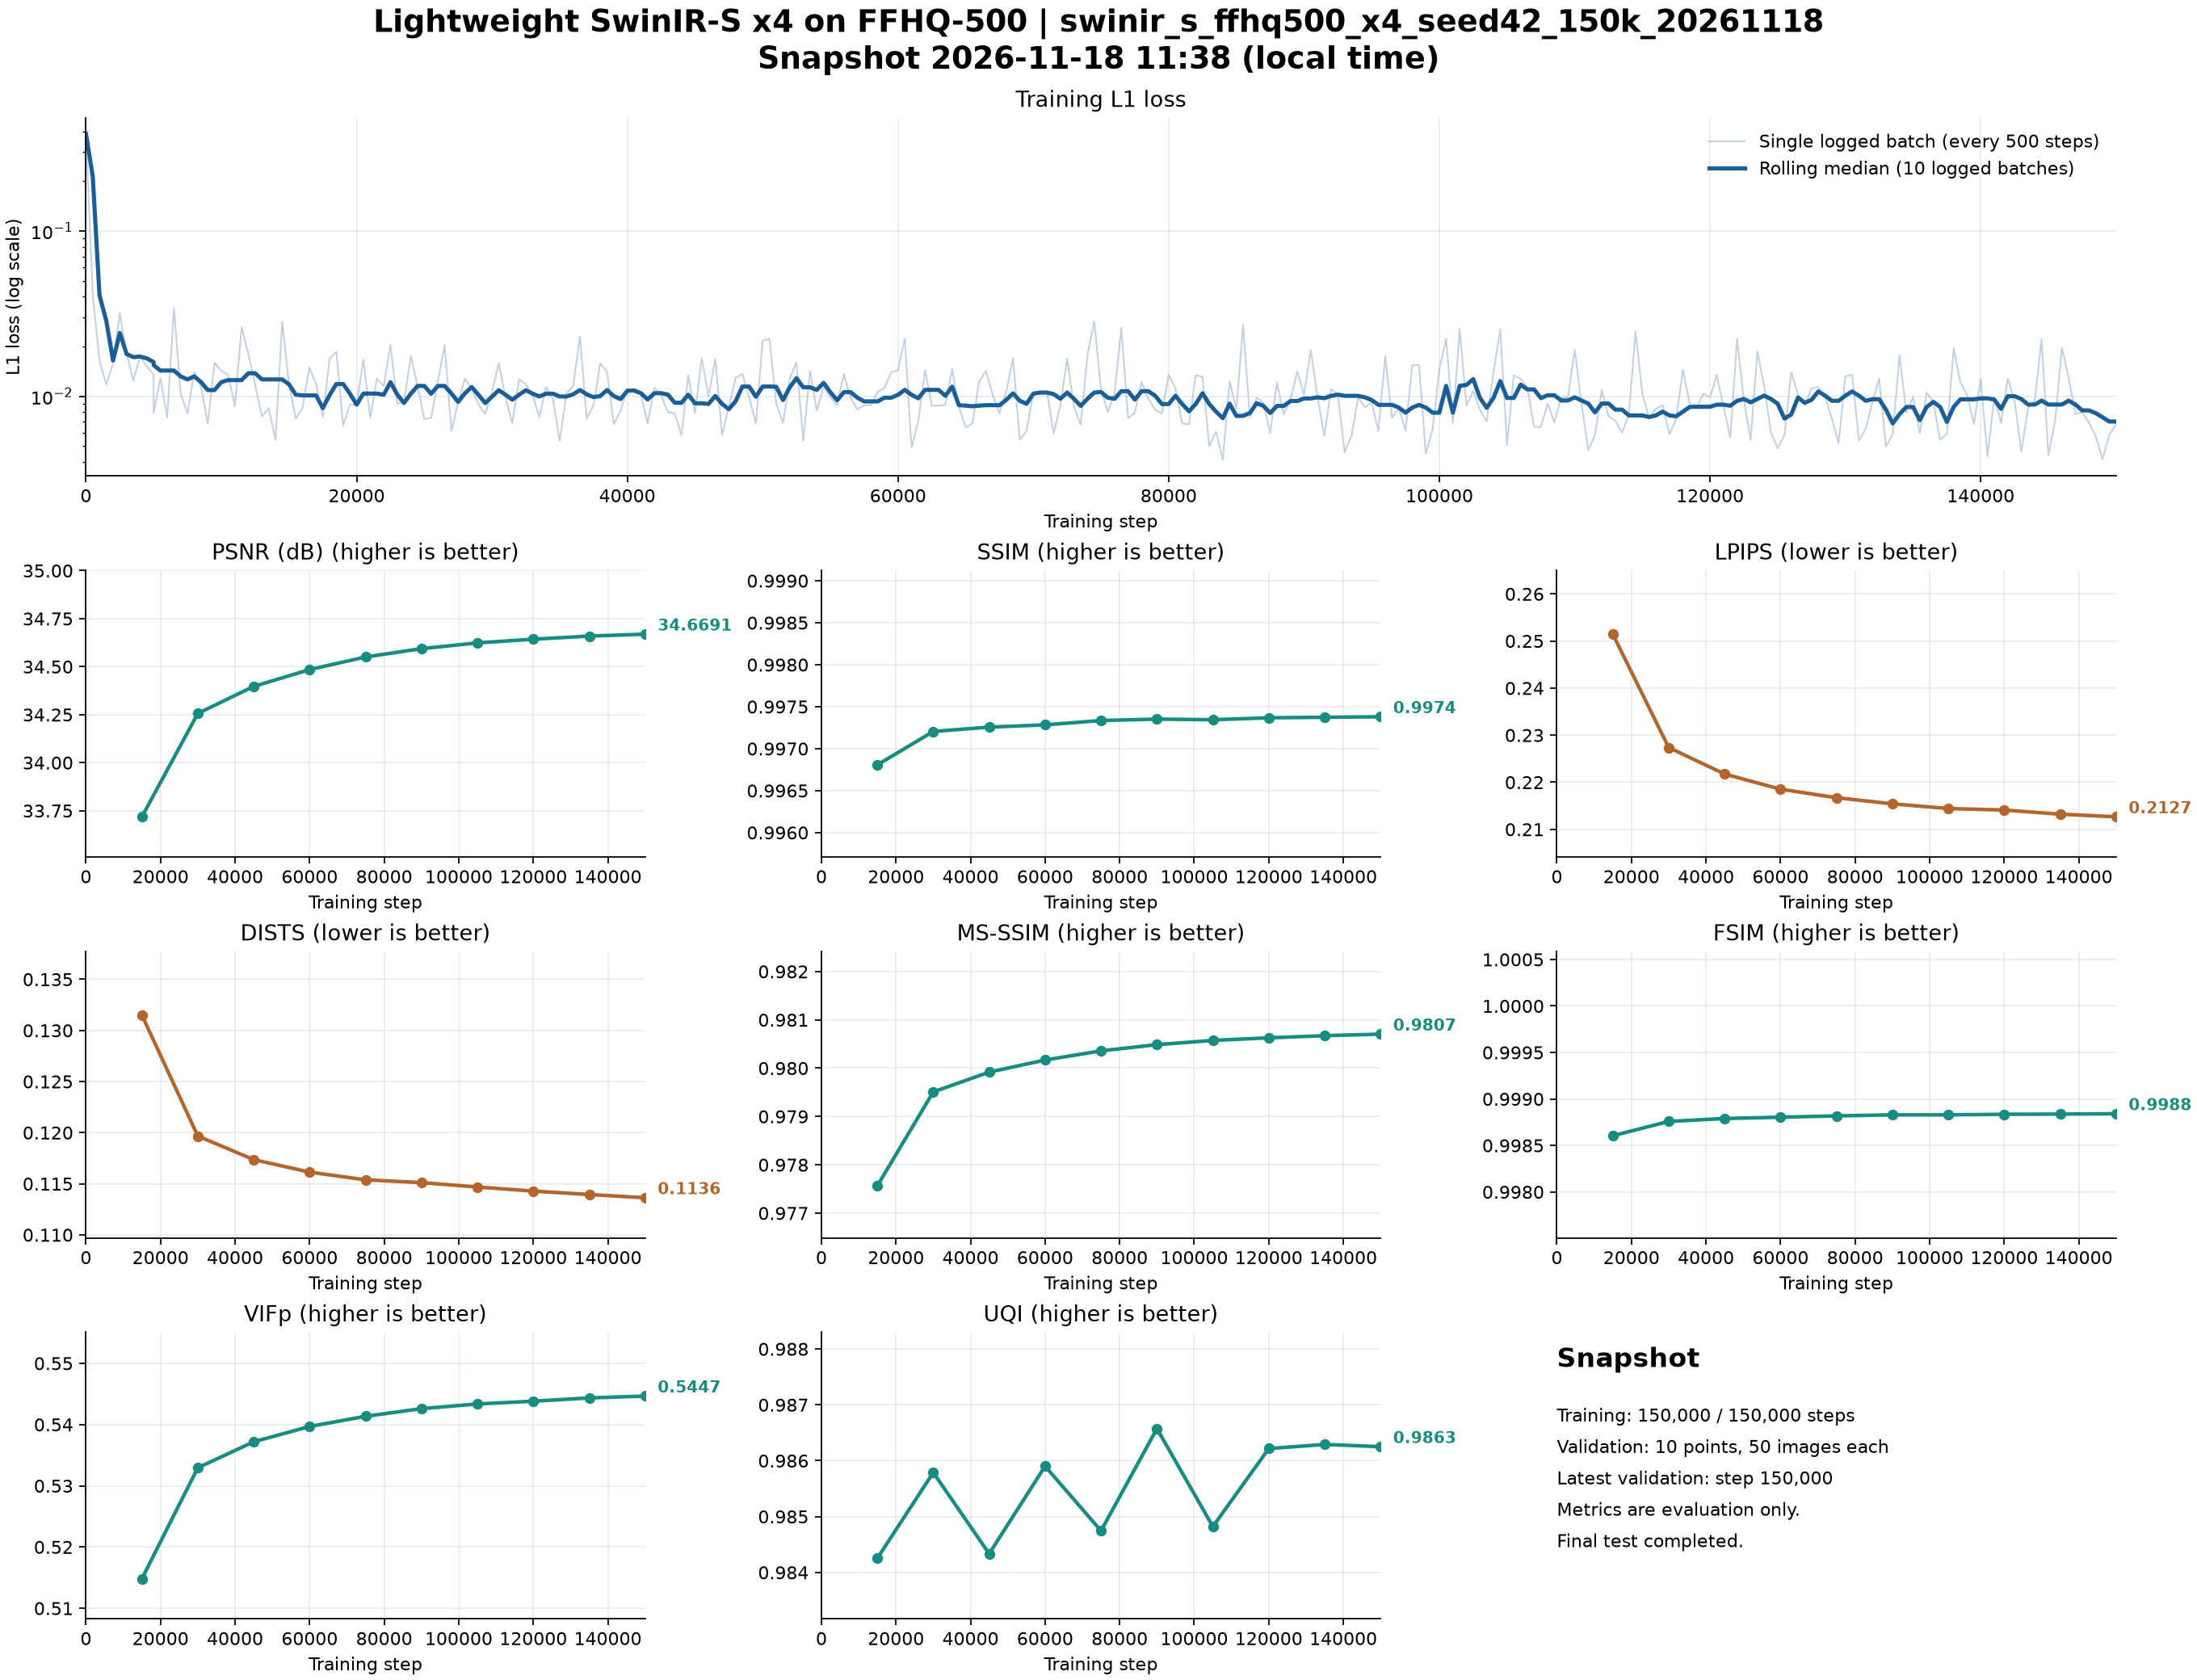 Lightweight SwinIR-S x4 on FFHQ-500 | swinir_s_ffhq500_x4_seed42_150k_20261118
Snapshot 2026-11-18 11:38 (local time)
Training L1 loss
L1 loss (log scale)
10⁻¹
10⁻²
Single logged batch (every 500 steps)
Rolling median (10 logged batches)
0 20000 40000 60000 80000 100000 120000 140000
Training step
PSNR (dB) (higher is better)
35.00
34.75
34.50
34.25
34.00
33.75
34.6691
0 20000 40000 60000 80000 100000 120000 140000
Training step
SSIM (higher is better)
0.9990
0.9985
0.9980
0.9975
0.9970
0.9965
0.9960
0.9974
0 20000 40000 60000 80000 100000 120000 140000
Training step
LPIPS (lower is better)
0.26
0.25
0.24
0.23
0.22
0.21
0.2127
0 20000 40000 60000 80000 100000 120000 140000
Training step
DISTS (lower is better)
0.135
0.130
0.125
0.120
0.115
0.110
0.1136
0 20000 40000 60000 80000 100000 120000 140000
Training step
MS-SSIM (higher is better)
0.982
0.981
0.980
0.979
0.978
0.977
0.9807
0 20000 40000 60000 80000 100000 120000 140000
Training step
FSIM (higher is better)
1.0005
1.0000
0.9995
0.9990
0.9985
0.9980
0.9988
0 20000 40000 60000 80000 100000 120000 140000
Training step
VIFp (higher is better)
0.55
0.54
0.53
0.52
0.51
0.5447
0 20000 40000 60000 80000 100000 120000 140000
Training step
UQI (higher is better)
0.988
0.987
0.986
0.985
0.984
0.9863
0 20000 40000 60000 80000 100000 120000 140000
Training step
Snapshot
Training: 150,000 / 150,000 steps
Validation: 10 points, 50 images each
Latest validation: step 150,000
Metrics are evaluation only.
Final test completed.